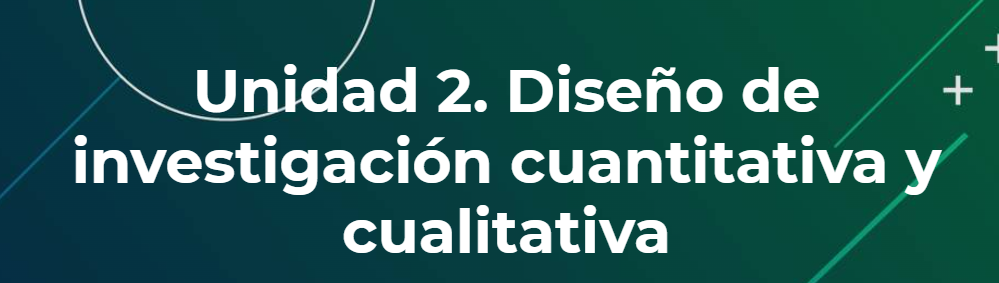 Unidad 2. Diseño de
investigación cuantitativa y
cualitativa